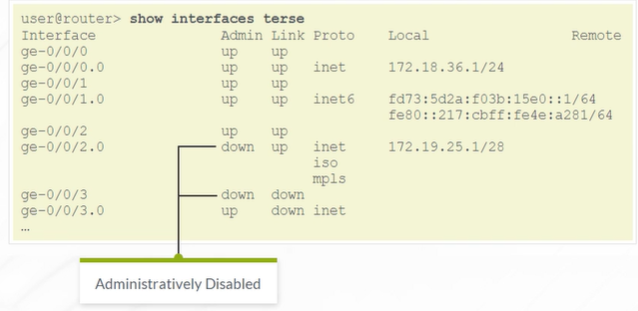 user@router> show interfaces terse
Interface Admin Link Proto Local Remote
ge-0/0/0 up up
ge-0/0/0.0 up up inet 172.18.36.1/24
ge-0/0/1 up up
ge-0/0/1.0 up up inet6 fd73:5d2a:f03b:15e0::1/64
fe80::217:cbff:fe4e:a281/64
ge-0/0/2 up up
ge-0/0/2.0 down up inet 172.19.25.1/28
iso
mpls
ge-0/0/3 down down
ge-0/0/3.0 up down inet
…
Administratively Disabled